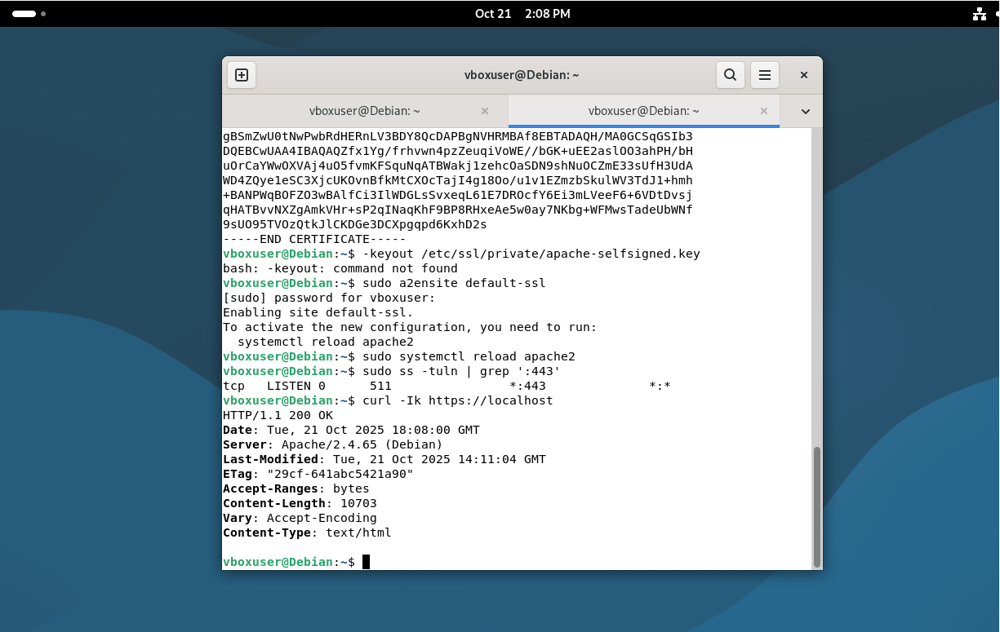 Oct 21 2:08 PM
vboxuser@Debian: ~
vboxuser@Debian: ~
vboxuser@Debian: ~
gBSmZwU0tNwPwbRdHERnLV3BDY8QcDAPBgNVHRMBAf8EBTADAQH/MA0GCSqGSIb3
DQEBCwUAA4IBAQAQZfx1Yg/frhvwn4pzZeuqiVoWE//bGK+uEE2aslOO3ahPH/bH
uOrCaYWwOXVAj4uO5fvmKFSquNqATBWakj1zehcOaSDN9shNuOCZmE33sUfH3UdA
WD4ZQye1eSC3XjcUKOvnBfkMtCXOcTajI4g18Oo/u1v1EZmzbSkulWV3TdJ1+hmh
+BANPWqBOFZO3wBAlfCi3IlWDGLsSvxeqL61E7DROcfY6Ei3mLVeeF6+6VDtDvsj
qHATBvvNXZgAmkVHr+sP2qINaqKhF9BP8RHxeAe5w0ay7NKbg+WFMwsTadeUbWNf
9sUO95TVOzQtkJlCKDGe3DCXpgqpd6KxhD2s
-----END CERTIFICATE-----
vboxuser@Debian:~$ -keyout /etc/ssl/private/apache-selfsigned.key
bash: -keyout: command not found
vboxuser@Debian:~$ sudo a2ensite default-ssl
[sudo] password for vboxuser:
Enabling site default-ssl.
To activate the new configuration, you need to run:
  systemctl reload apache2
vboxuser@Debian:~$ sudo systemctl reload apache2
vboxuser@Debian:~$ sudo ss -tuln | grep ':443'
tcp   LISTEN 0      511                *:443              *:*
vboxuser@Debian:~$ curl -Ik https://localhost
HTTP/1.1 200 OK
Date: Tue, 21 Oct 2025 18:08:00 GMT
Server: Apache/2.4.65 (Debian)
Last-Modified: Tue, 21 Oct 2025 14:11:04 GMT
ETag: "29cf-641abc5421a90"
Accept-Ranges: bytes
Content-Length: 10703
Vary: Accept-Encoding
Content-Type: text/html
vboxuser@Debian:~$